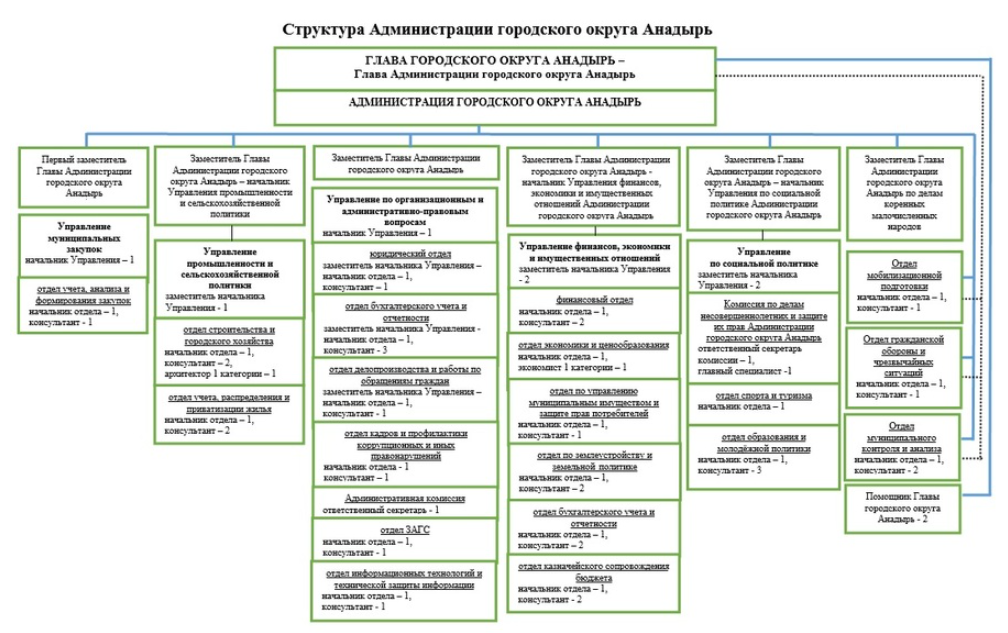 Структура Администрации городского округа Анадырь
ГЛАВА ГОРОДСКОГО ОКРУГА АНАДЫРЬ –
Глава Администрации городского округа Анадырь
АДМИНИСТРАЦИЯ ГОРОДСКОГО ОКРУГА АНАДЫРЬ
Первый заместитель
Главы Администрации
городского округа
Анадырь
Управление
муниципальных
закупок
начальник Управления – 1
отдел учета, анализа и
формирования закупок
начальник отдела – 1,
консультант - 1
Заместитель Главы
Администрации городского
округа Анадырь – начальник
Управления промышленности
и сельскохозяйственной
политики
Управление
промышленности и
сельскохозяйственной
политики
заместитель начальника
Управления - 1
отдел строительства и
городского хозяйства
начальник отдела – 1,
консультант – 2,
архитектор 1 категории – 1
отдел учета, распределения и
приватизации жилья
начальник отдела – 1,
консультант – 2
Заместитель Главы Администрации
городского округа Анадырь
Управление по организационным и
административно-правовым
вопросам
начальник Управления – 1
юридический отдел
заместитель начальника Управления –
начальник отдела – 1,
консультант – 1
отдел бухгалтерского учета и
отчетности
заместитель начальника Управления -
начальник отдела – 1,
консультант - 3
отдел делопроизводства и работы по
обращениям граждан
заместитель начальника Управления –
начальник отдела – 1,
консультант - 1
отдел кадров и профилактики
коррупционных и иных
правонарушений
начальник отдела - 1
консультант – 1
Административная комиссия
ответственный секретарь - 1
отдел ЗАГС
начальник отдела – 1,
консультант - 1
отдел информационных технологий и
технической защиты информации
начальник отдела – 1,
консультант - 1
Заместитель Главы Администрации
городского округа Анадырь -
начальник Управления финансов,
экономики и имущественных
отношений Администрации
городского округа Анадырь
Управление финансов, экономики
и имущественных отношений
заместитель начальника Управления
- 2
финансовый отдел
начальник отдела – 1,
консультант – 2
отдел экономики и ценообразования
начальник отдела – 1,
экономист 1 категории – 1
отдел по управлению
муниципальным имуществом и
защите прав потребителей
начальник отдела – 1,
консультант -1
отдел по землеустройству и
земельной политике
начальник отдела – 1,
консультант – 2
отдел бухгалтерского учета и
отчетности
начальник отдела – 1,
консультант – 2
отдел казначейского сопровождения
бюджета
начальник отдела – 1,
консультант - 2
Заместитель Главы
Администрации городского
округа Анадырь – начальник
Управления по социальной
политике Администрации
городского округа Анадырь
Управление
по социальной политике
заместитель начальника
Управления - 2
Комиссия по делам
несовершеннолетних и защите
их прав Администрации
городского округа Анадырь
ответственный секретарь
комиссии – 1,
главный специалист -1
отдел спорта и туризма
начальник отдела – 1
отдел образования и
молодёжной политики
начальник отдела – 1,
консультант - 3
Заместитель Главы
Администрации
городского округа
Анадырь по делам
коренных
малочисленных
народов
Отдел
мобилизационной
подготовки
начальник отдела – 1,
консультант - 1
Отдел гражданской
обороны и
чрезвычайных
ситуаций
начальник отдела – 1,
консультант - 1
Отдел
муниципального
контроля и анализа
начальник отдела – 1,
консультант - 2
Помощник Главы
городского округа
Анадырь - 2